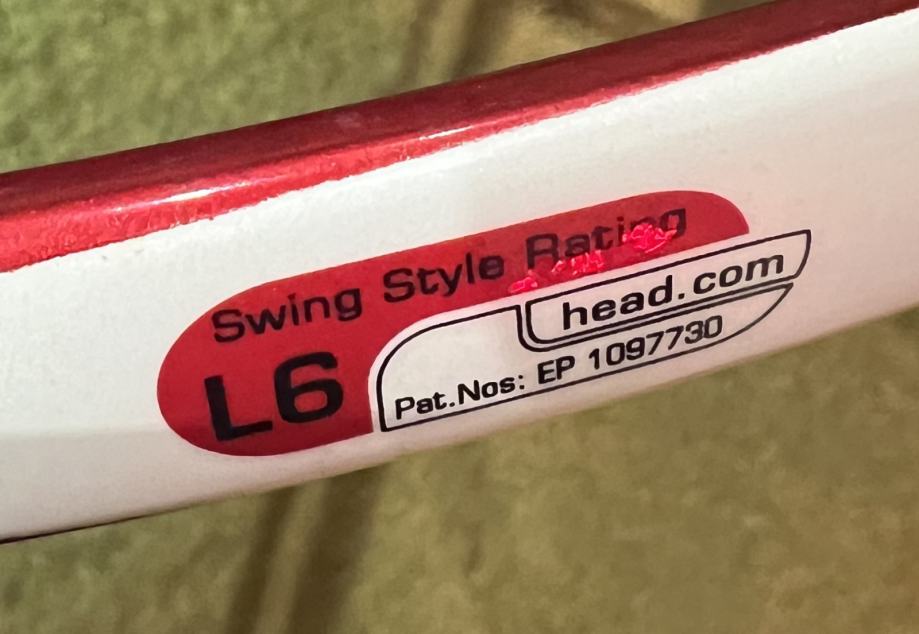 Swing Style Rating
L6
head.com
Pat.Nos: EP 1097730